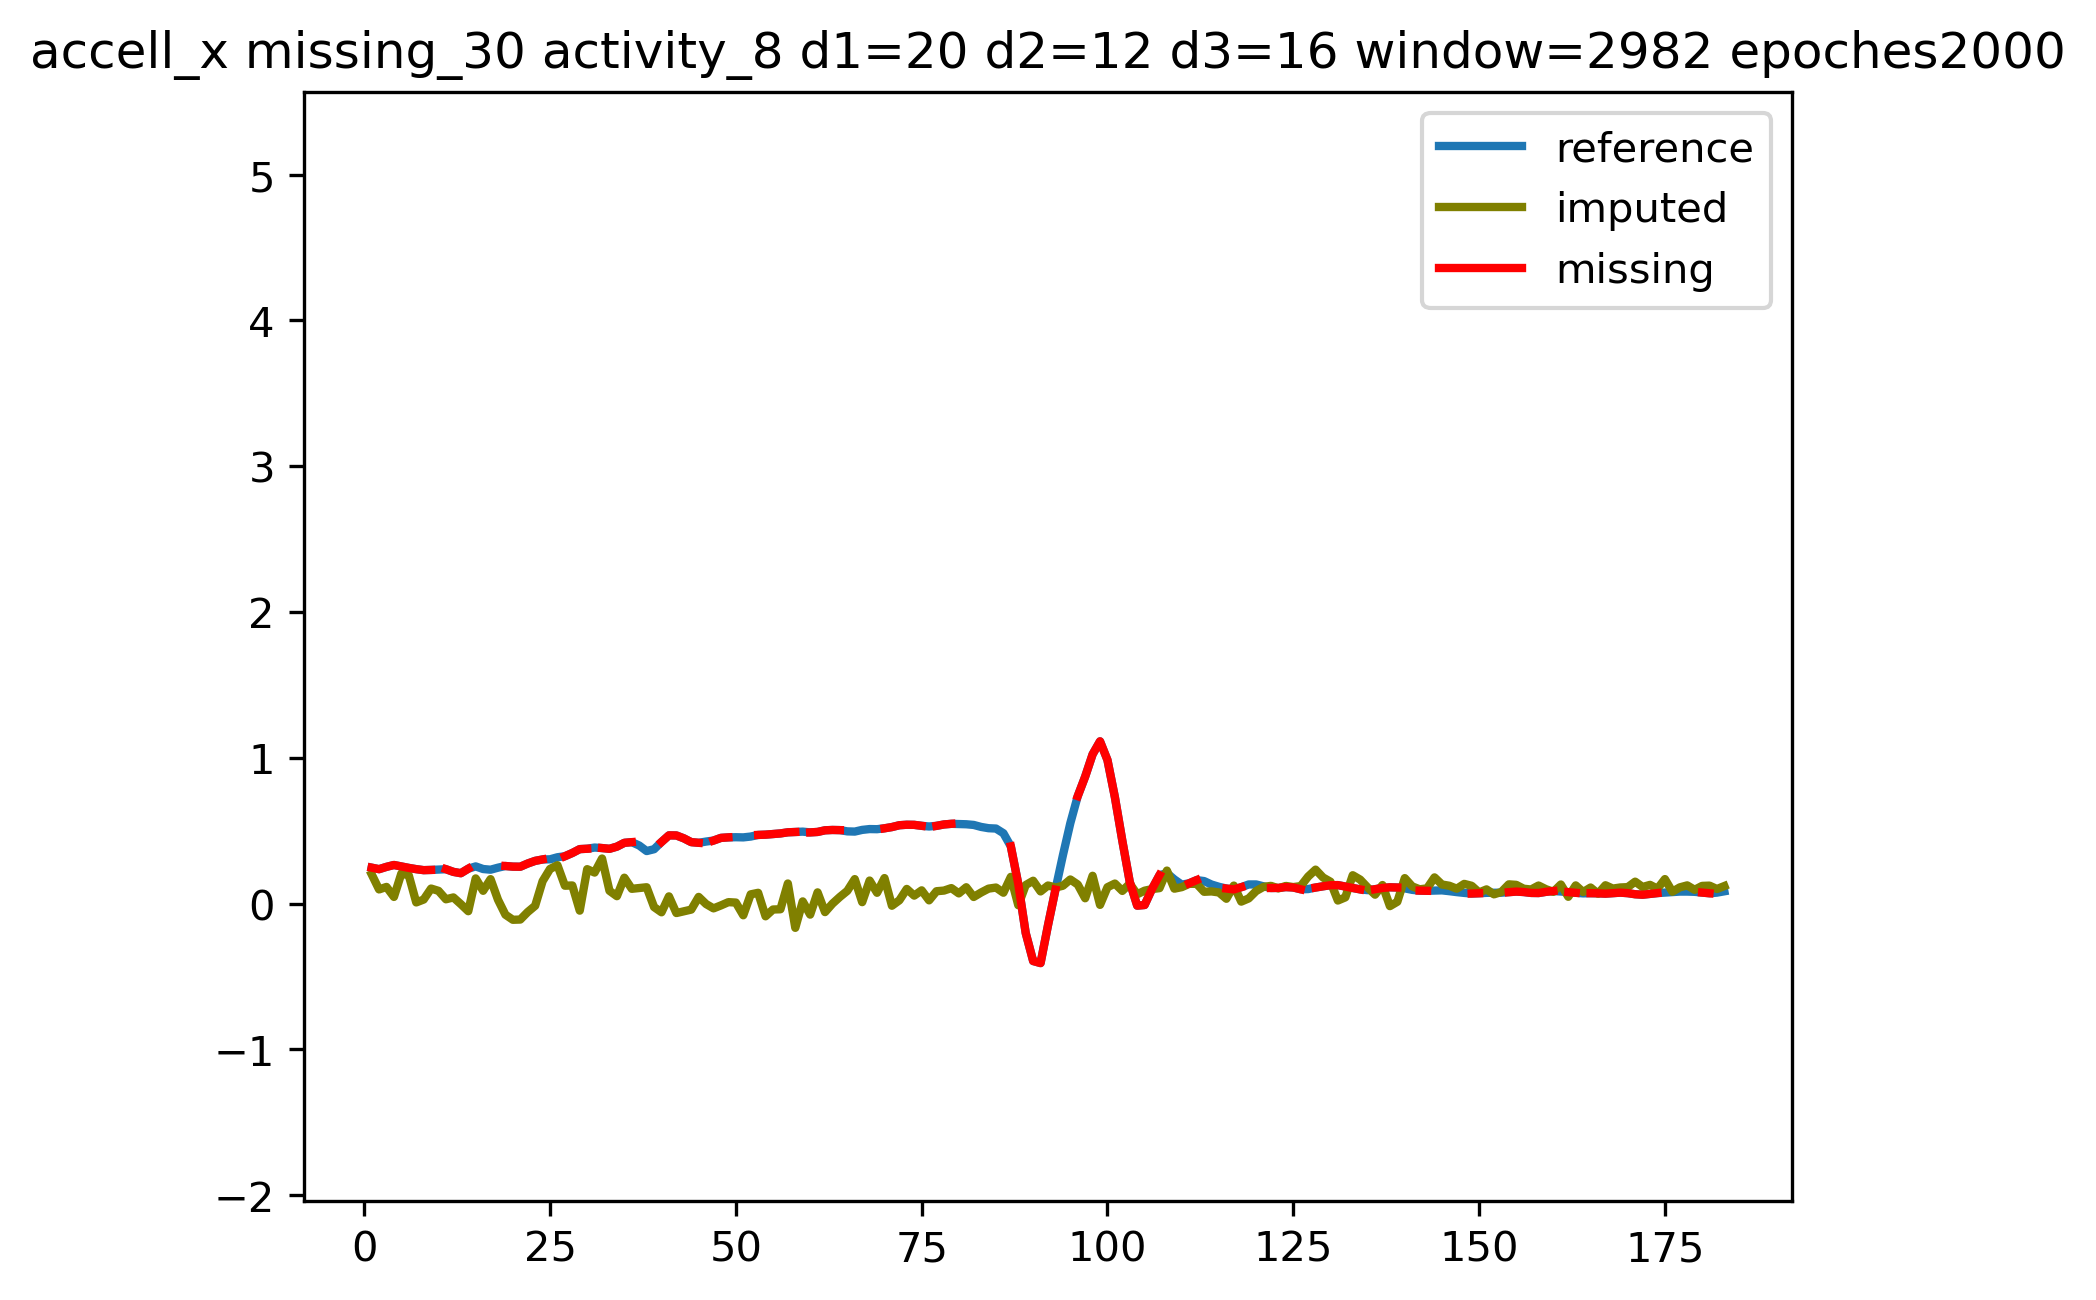 accell_x missing_30 activity_8 d1=20 d2=12 d3=16 window=2982 epoches2000
reference
imputed
missing
5
4
3
2
1
0
−1
−2
0 25 50 75 100 125 150 175